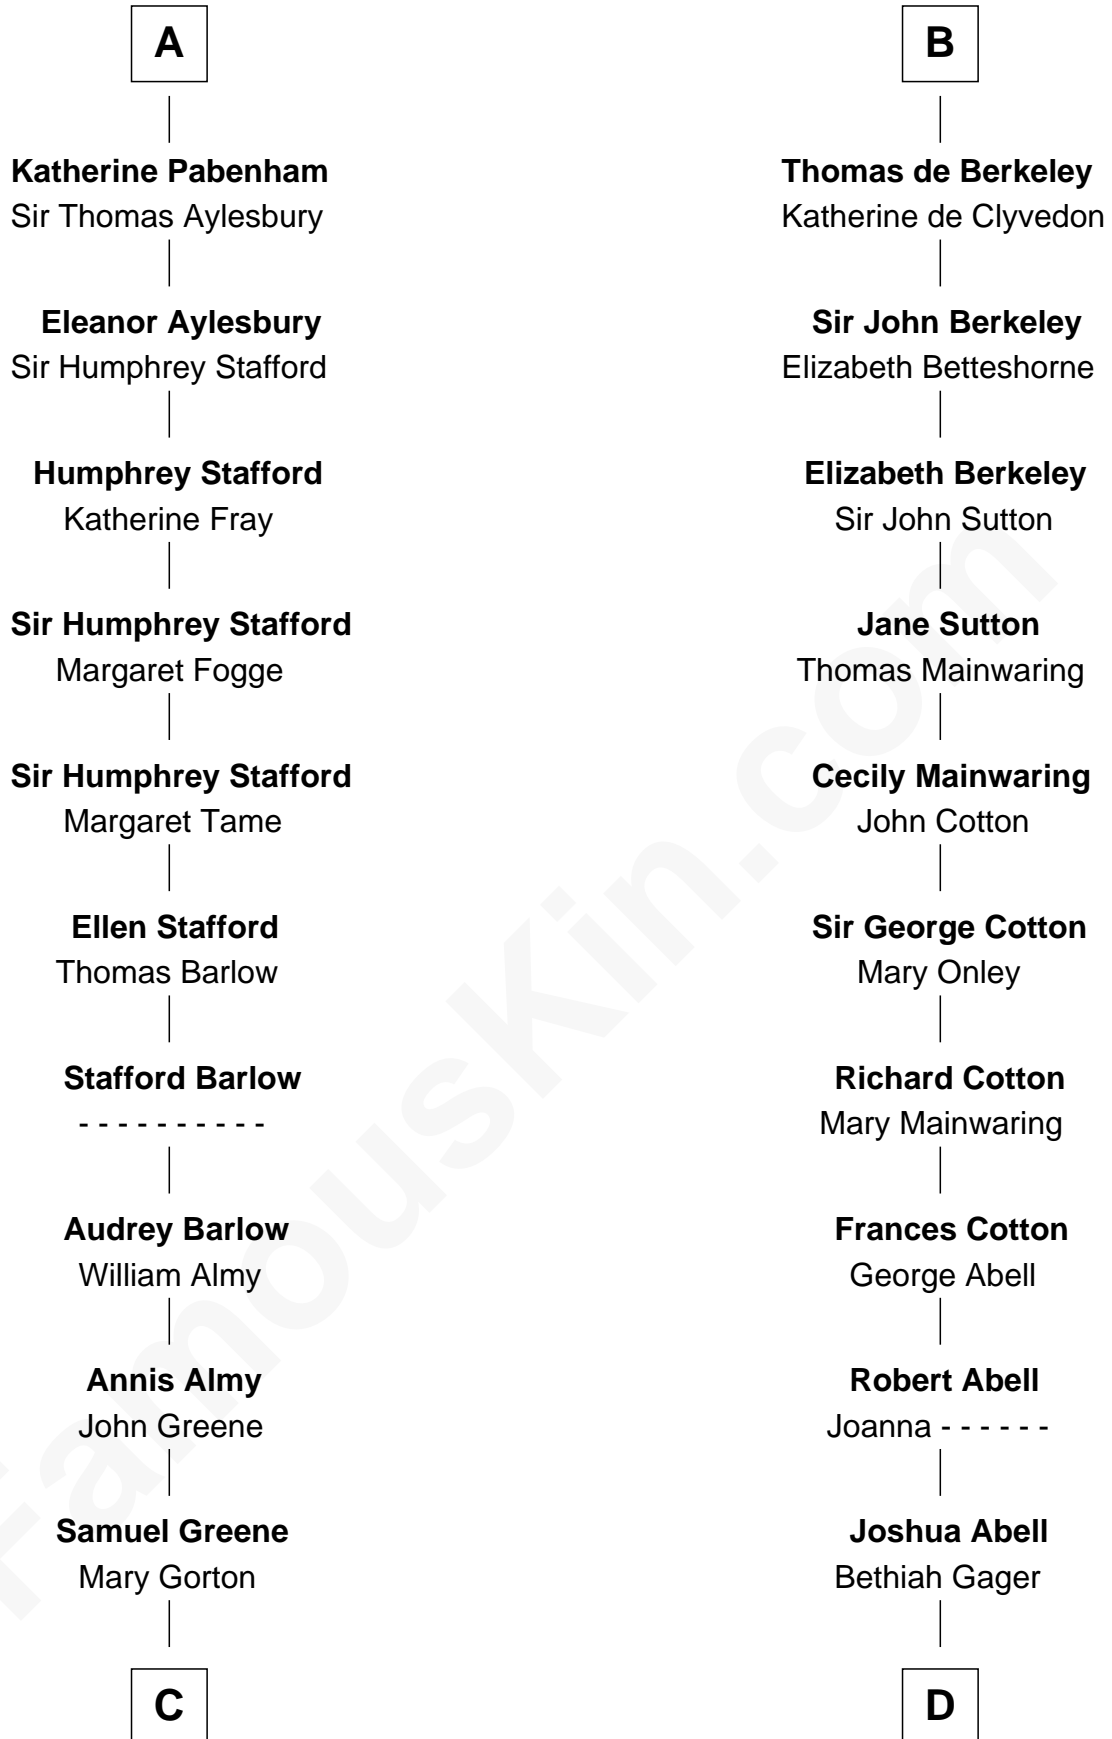 A
Katherine Pabenham
Sir Thomas Aylesbury
Eleanor Aylesbury
Sir Humphrey Stafford
Humphrey Stafford
Katherine Fray
Sir Humphrey Stafford
Margaret Fogge
Sir Humphrey Stafford
Margaret Tame
Ellen Stafford
Thomas Barlow
Stafford Barlow
- - - - - - - - - -
Audrey Barlow
William Almy
Annis Almy
John Greene
Samuel Greene
Mary Gorton
C
B
Thomas de Berkeley
Katherine de Clyvedon
Sir John Berkeley
Elizabeth Betteshorne
Elizabeth Berkeley
Sir John Sutton
Jane Sutton
Thomas Mainwaring
Cecily Mainwaring
John Cotton
Sir George Cotton
Mary Onley
Richard Cotton
Mary Mainwaring
Frances Cotton
George Abell
Robert Abell
Joanna - - - - - -
Joshua Abell
Bethiah Gager
D
FamousKin.com